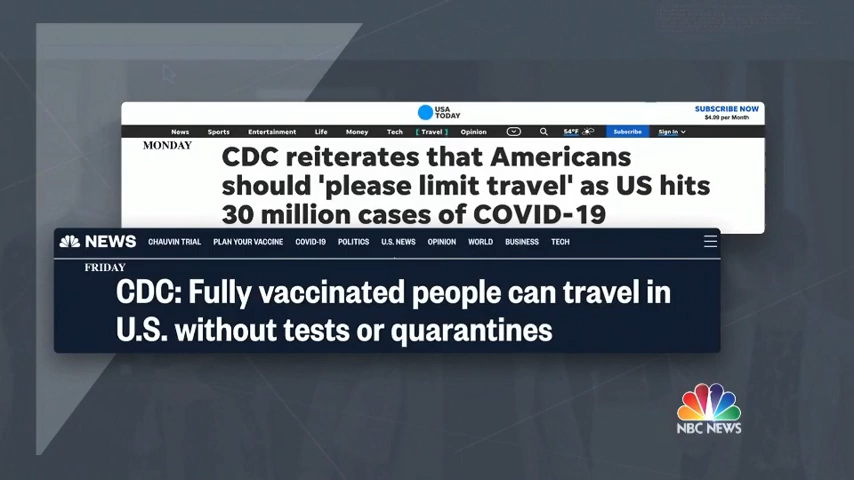 USA
TODAY
SUBSCRIBE NOW
$4.99 per Month
News Sports Entertainment Life Money Tech [ Travel ] Opinion 54°F Subscribe Sign In
MONDAY
CDC reiterates that Americans
should 'please limit travel' as US hits
30 million cases of COVID-19
NEWS CHAUVIN TRIAL PLAN YOUR VACCINE COVID-19 POLITICS U.S. NEWS OPINION WORLD BUSINESS TECH
FRIDAY
CDC: Fully vaccinated people can travel in
U.S. without tests or quarantines
NBC NEWS